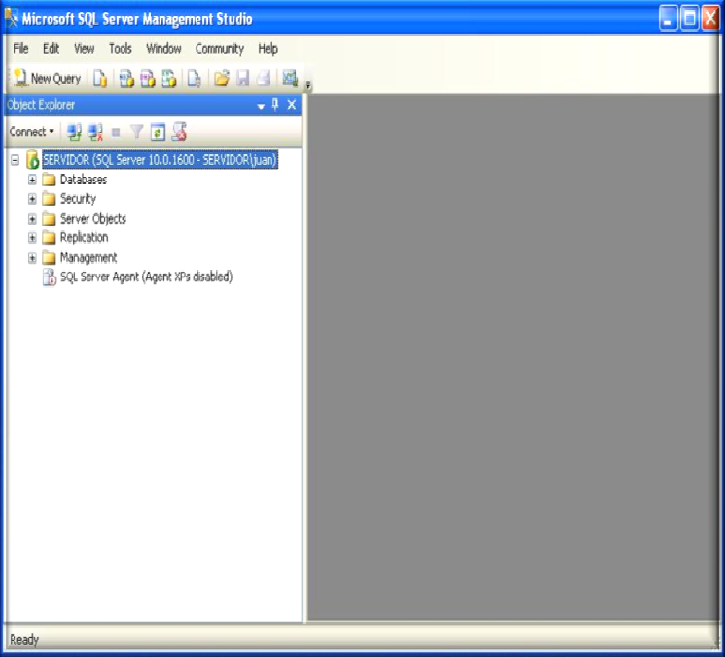 Microsoft SQL Server Management Studio
File Edit View Tools Window Community Help
New Query
Object Explorer
Connect
SERVIDOR (SQL Server 10.0.1600 - SERVIDOR\juan)
Databases
Security
Server Objects
Replication
Management
SQL Server Agent (Agent XPs disabled)
Ready